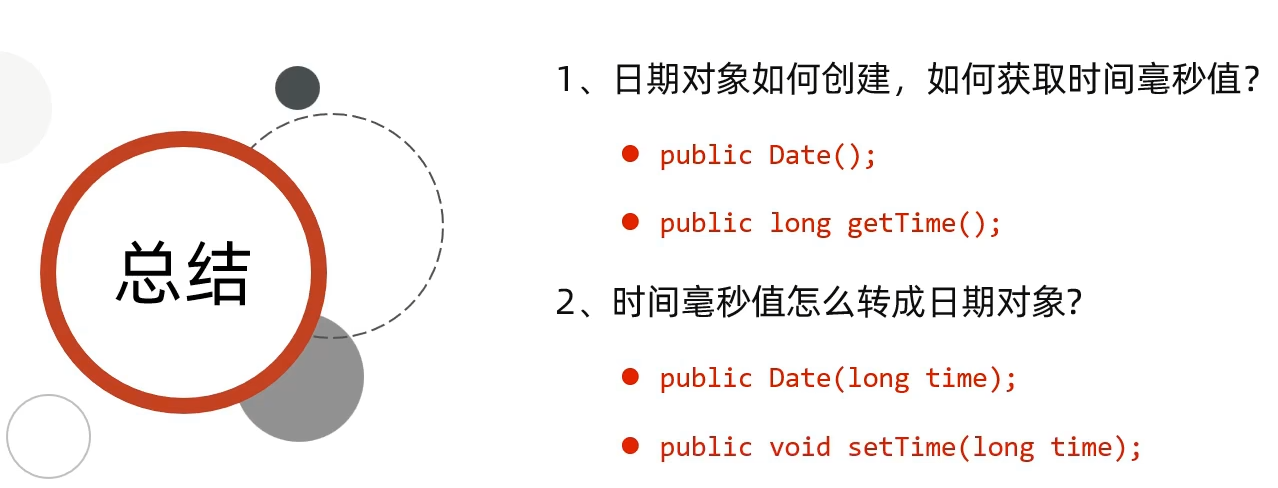 总结
1、日期对象如何创建，如何获取时间毫秒值？
public Date();
public long getTime();
2、时间毫秒值怎么转成日期对象?
public Date(long time);
public void setTime(long time);